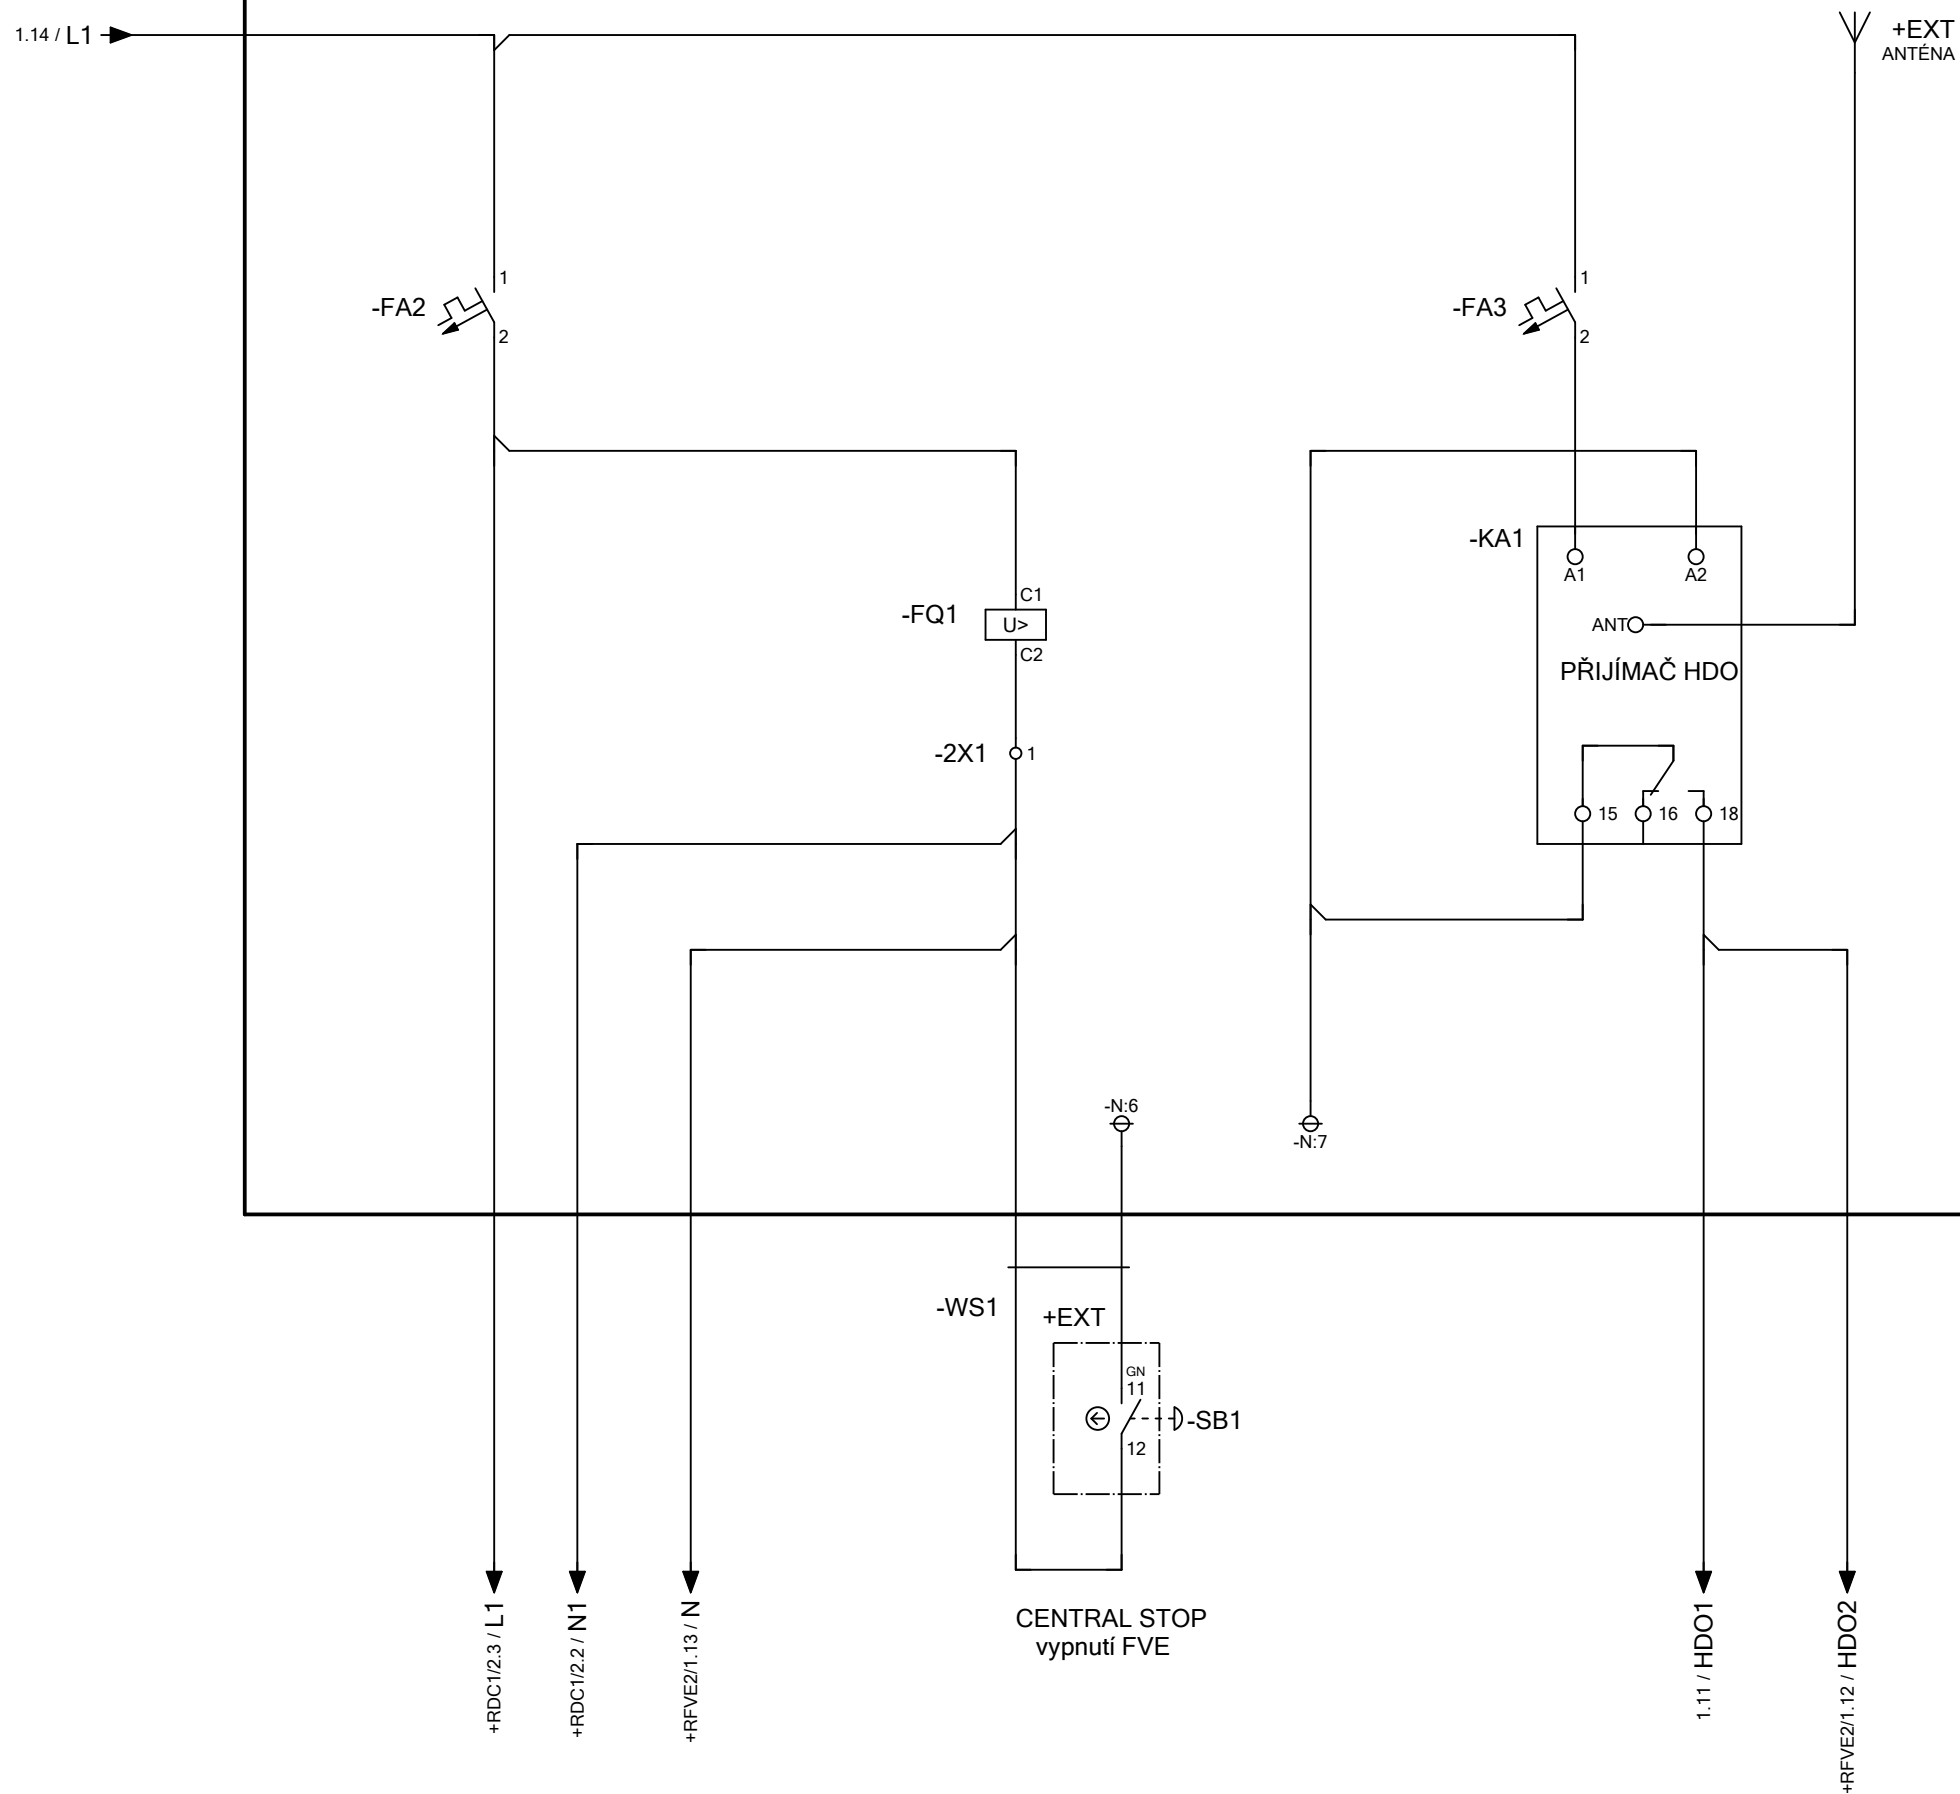 1.14 / L1
+EXT
ANTÉNA
1
-FA2
2
1
-FA3
2
-KA1
A1
A2
C1
-FQ1
U>
C2
ANT
PŘIJÍMAČ HDO
-2X1
1
15
16
18
-N:6
-N:7
-WS1
+EXT
GN
11
-SB1
12
CENTRAL STOP
vypnutí FVE
+RDC1/2.3 / L1
+RDC1/2.2 / N1
+RFVE2/1.13 / N
1.11 / HDO1
+RFVE2/1.12 / HDO2